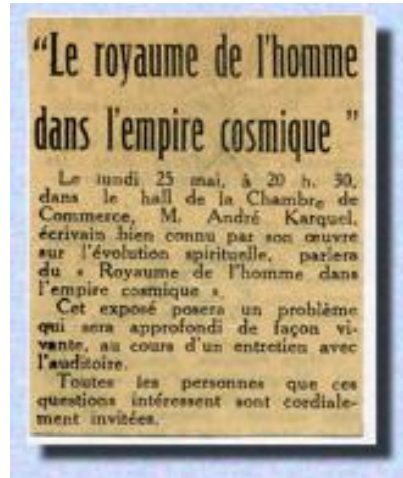 “Le royaume de l'homme
dans l'empire cosmique ”
Le lundi 25 mai, à 20 h. 30,
dans le hall de la Chambre de
Commerce, M. André Karquel,
écrivain bien connu par son œuvre
sur l'évolution spirituelle, parlera
du « Royaume de l'homme dans
l'empire cosmique ».
Cet exposé posera un problème
qui sera approfondi de façon vi-
vante, au cours d'un entretien avec
l'auditoire.
Toutes les personnes que ces
questions intéressent sont cordiale-
ment invitées.